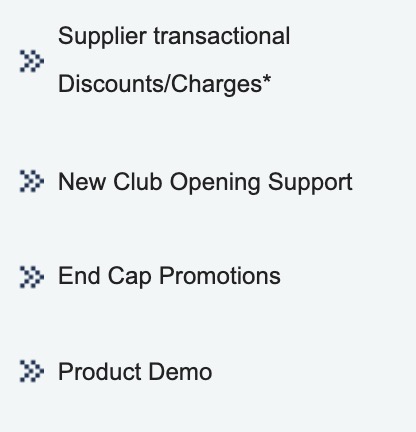 Supplier transactional
Discounts/Charges*
New Club Opening Support
End Cap Promotions
Product Demo